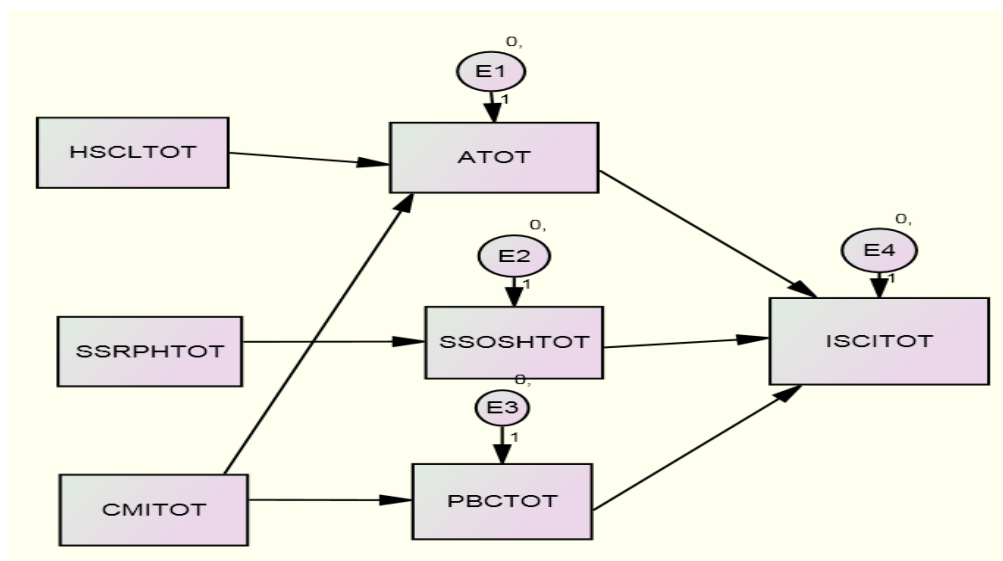 0,
E1
1
HSCLTOT
ATOT
0,
E2
1
0,
E4
1
SSRPHTOT
SSOSHTOT
ISCITOT
0,
E3
1
CMITOT
PBCTOT